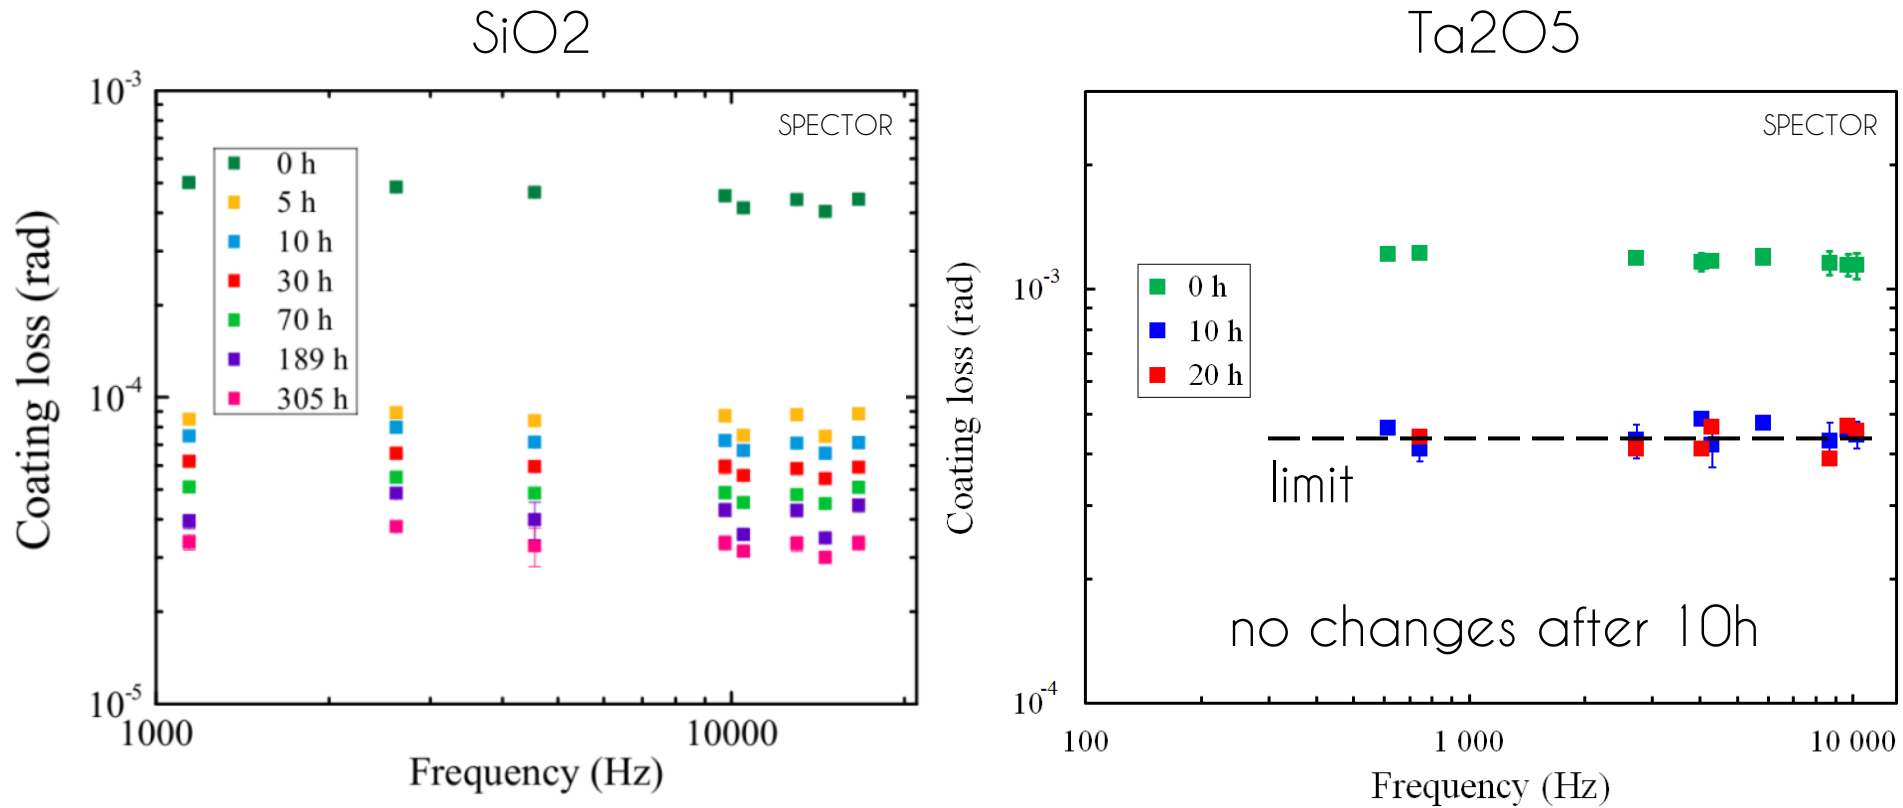 SiO2
10-3
SPECTOR
0 h
5 h
10 h
30 h
70 h
189 h
305 h
10-4
10-5
1000
10000
Coating loss (rad)
Frequency (Hz)
Ta2O5
SPECTOR
10-3
0 h
10 h
20 h
limit
no changes after 10h
10-4
100
1 000
10 000
Coating loss (rad)
Frequency (Hz)